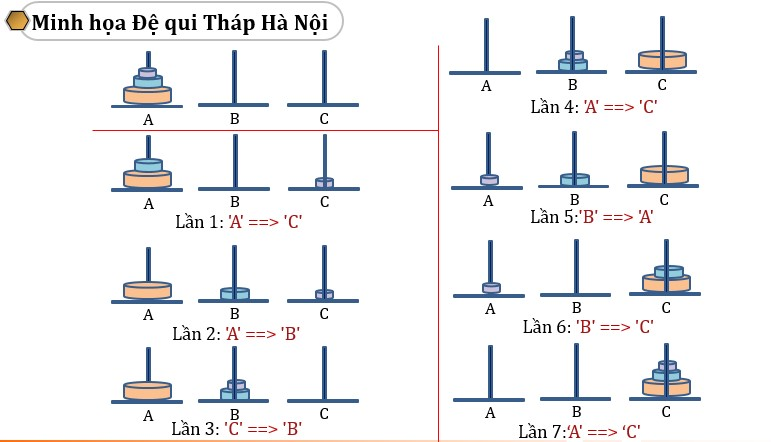 Minh họa Đệ qui Tháp Hà Nội
A B C
A B C
Lần 1: 'A' ==> 'C'
A B C
Lần 2: 'A' ==> 'B'
A B C
Lần 3: 'C' ==> 'B'
A B C
Lần 4: 'A' ==> 'C'
A B C
Lần 5:'B' ==> 'A'
A B C
Lần 6: 'B' ==> 'C'
A B C
Lần 7:‘A’ ==> ‘C’